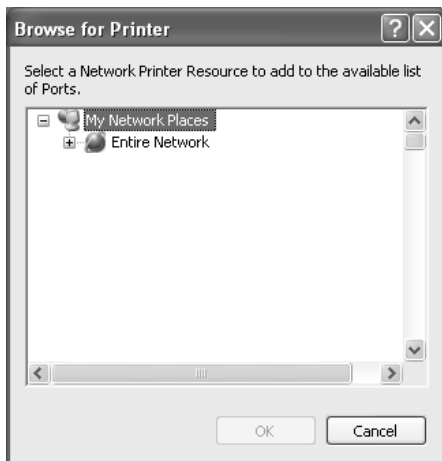 Browse for Printer
Select a Network Printer Resource to add to the available list
of Ports.
My Network Places
Entire Network
OK
Cancel